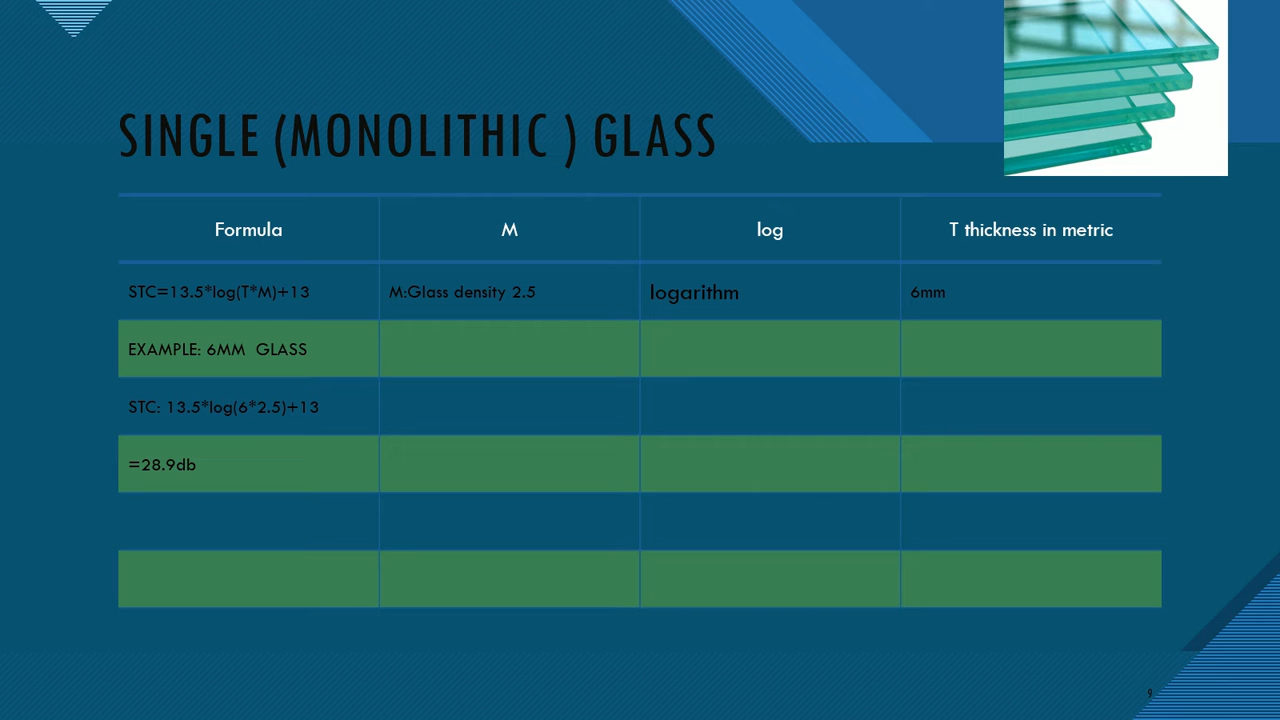 SINGLE (MONOLITHIC ) GLASS
Formula M log T thickness in metric
STC=13.5*log(T*M)+13 M:Glass density 2.5 logarithm 6mm
EXAMPLE: 6MM  GLASS
STC: 13.5*log(6*2.5)+13
=28.9db
9